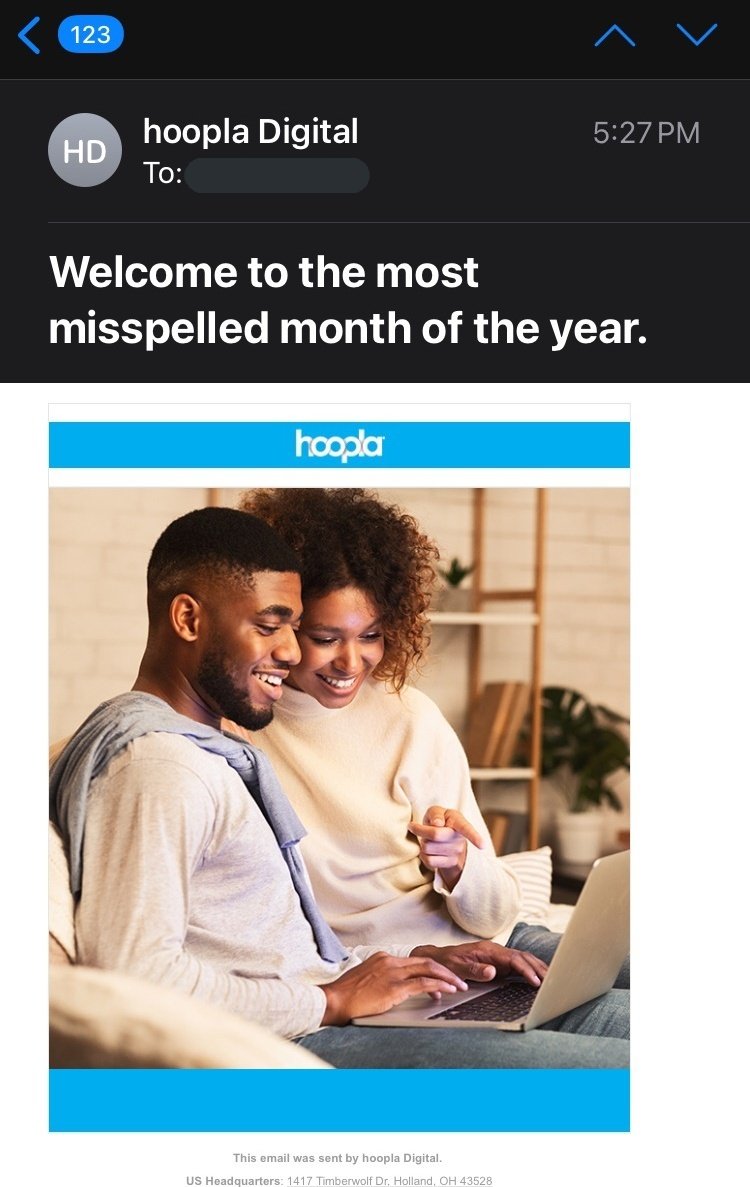 123
hoopla Digital
5:27 PM
HD
To:
Welcome to the most
misspelled month of the year.
hoopla
This email was sent by hoopla Digital.
US Headquarters: 1417 Timberwolf Dr, Holland, OH 43528